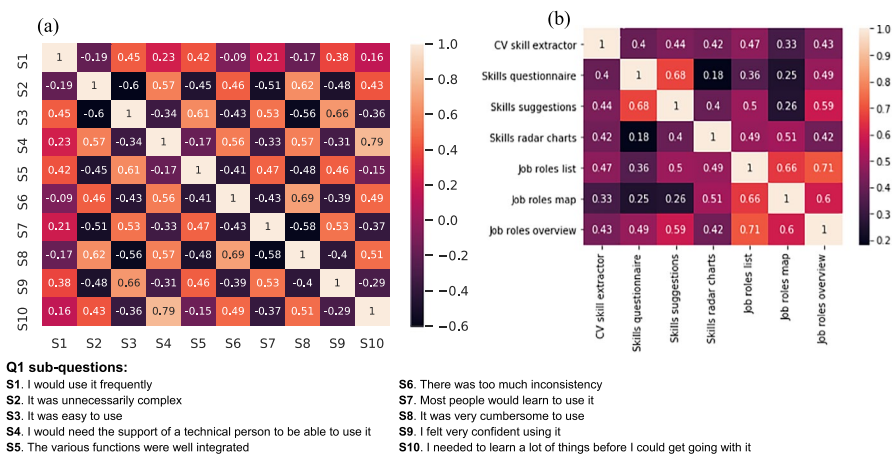 (a)
S1 1 -0.19 0.45 0.23 0.42 -0.09 0.21 -0.17 0.38 0.16
S2 -0.19 1 -0.6 0.57 -0.45 0.46 -0.51 0.62 -0.48 0.43
S3 0.45 -0.6 1 -0.34 0.61 -0.43 0.53 -0.56 0.66 -0.36
S4 0.23 0.57 -0.34 1 -0.17 0.56 -0.33 0.57 -0.31 0.79
S5 0.42 -0.45 0.61 -0.17 1 -0.41 0.47 -0.48 0.46 -0.15
S6 -0.09 0.46 -0.43 0.56 -0.41 1 -0.43 0.69 -0.39 0.49
S7 0.21 -0.51 0.53 -0.33 0.47 -0.43 1 -0.58 0.53 -0.37
S8 -0.17 0.62 -0.56 0.57 -0.48 0.69 -0.58 1 -0.4 0.51
S9 0.38 -0.48 0.66 -0.31 0.46 -0.39 0.53 -0.4 1 -0.29
S10 0.16 0.43 -0.36 0.79 -0.15 0.49 -0.37 0.51 -0.29 1
S1 S2 S3 S4 S5 S6 S7 S8 S9 S10
1.0
0.8
0.6
0.4
0.2
0.0
−0.2
−0.4
−0.6
(b)
CV skill extractor 1 0.4 0.44 0.42 0.47 0.33 0.43
Skills questionnaire 0.4 1 0.68 0.18 0.36 0.25 0.49
Skills suggestions 0.44 0.68 1 0.4 0.5 0.26 0.59
Skills radar charts 0.42 0.18 0.4 1 0.49 0.51 0.42
Job roles list 0.47 0.36 0.5 0.49 1 0.66 0.71
Job roles map 0.33 0.25 0.26 0.51 0.66 1 0.6
Job roles overview 0.43 0.49 0.59 0.42 0.71 0.6 1
CV skill extractor
Skills questionnaire
Skills suggestions
Skills radar charts
Job roles list
Job roles map
Job roles overview
1.0
0.9
0.8
0.7
0.6
0.5
0.4
0.3
0.2
Q1 sub-questions:
S1. I would use it frequently
S2. It was unnecessarily complex
S3. It was easy to use
S4. I would need the support of a technical person to be able to use it
S5. The various functions were well integrated
S6. There was too much inconsistency
S7. Most people would learn to use it
S8. It was very cumbersome to use
S9. I felt very confident using it
S10. I needed to learn a lot of things before I could get going with it